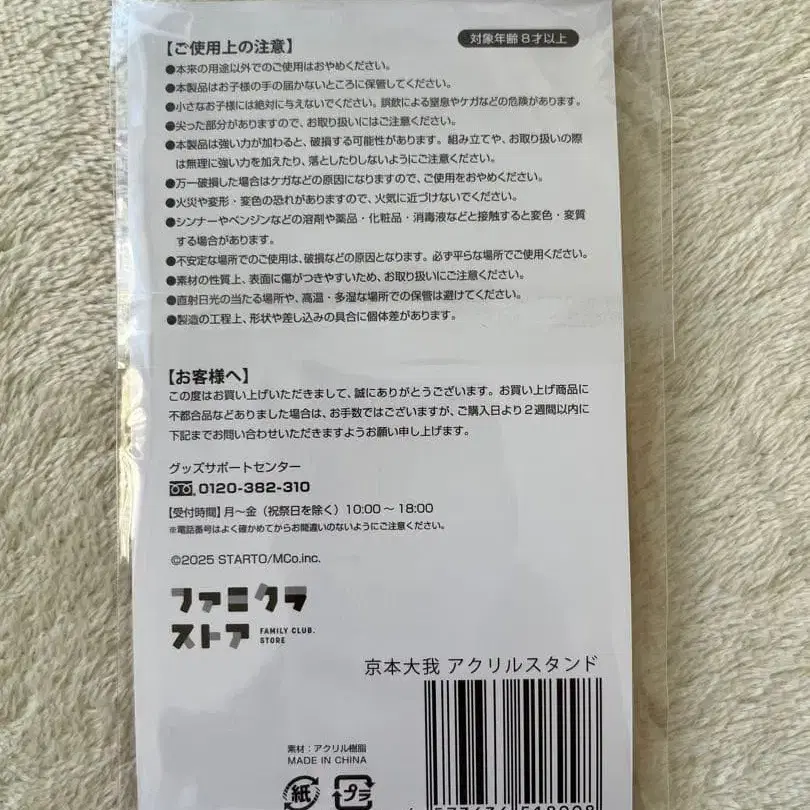 【ご使用上の注意】
対象年齢8才以上
●本来の用途以外でのご使用はおやめください。
●本製品はお子様の手の届かないところに保管してください。
●小さなお子様には絶対に与えないでください。誤飲による窒息やケガなどの危険があります。
●尖った部分がありますので、お取り扱いにはご注意ください。
●本製品は強い力が加わると、破損する可能性があります。組み立てや、お取り扱いの際
は無理に強い力を加えたり、落としたりしないようにご注意ください。
●万一破損した場合はケガなどの原因になりますので、ご使用をおやめください。
●火災や変形・変色の恐れがありますので、火気に近づけないでください。
●シンナーやベンジンなどの溶剤や薬品・化粧品・消毒液などと接触すると変色・変質
する場合があります。
●不安定な場所でのご使用は、破損などの原因となります。必ず平らな場所でご使用ください。
●素材の性質上、表面に傷がつきやすいため、お取り扱いにご注意ください。
●直射日光の当たる場所や、高温・多湿な場所での保管は避けてください。
●製造の工程上、形状や差し込みの具合に個体差があります。
【お客様へ】
この度はお買い上げいただきまして、誠にありがとうございます。お買い上げ商品に
不都合品などありました場合は、お手数ではございますが、ご購入日より2週間以内に
下記までお問い合わせいただきますようお願い申し上げます。
グッズサポートセンター
0120-382-310
【受付時間】月～金（祝祭日を除く）10:00～18:00
※電話番号はよく確かめてからお間違いのないようにご注意ください。
©2025 STARTO/MCo.inc.
ファミクラ
ストア FAMILY CLUB.
STORE
京本大我 アクリルスタンド
素材：アクリル樹脂
MADE IN CHINA
紙 プラ